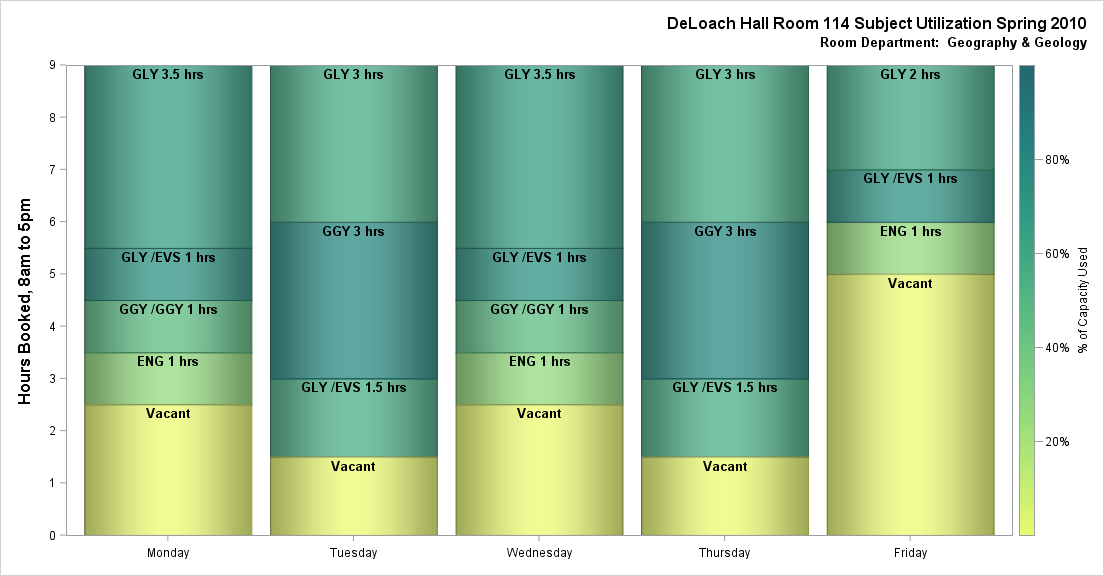 DeLoach Hall Room 114 Subject Utilization Spring 2010
Room Department:  Geography & Geology
Hours Booked, 8am to 5pm
9
8
7
6
5
4
3
2
1
0
GLY 3.5 hrs
GLY /EVS 1 hrs
GGY /GGY 1 hrs
ENG 1 hrs
Vacant
GLY 3 hrs
GGY 3 hrs
GLY /EVS 1.5 hrs
Vacant
GLY 3.5 hrs
GLY /EVS 1 hrs
GGY /GGY 1 hrs
ENG 1 hrs
Vacant
GLY 3 hrs
GGY 3 hrs
GLY /EVS 1.5 hrs
Vacant
GLY 2 hrs
GLY /EVS 1 hrs
ENG 1 hrs
Vacant
Monday
Tuesday
Wednesday
Thursday
Friday
80%
60%
40%
20%
% of Capacity Used